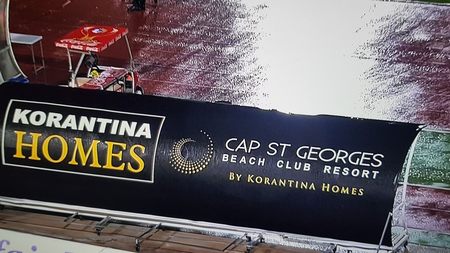 KORANTINA
HOMES
CAP ST GEORGES
BEACH CLUB RESORT
BY KORANTINA HOMES